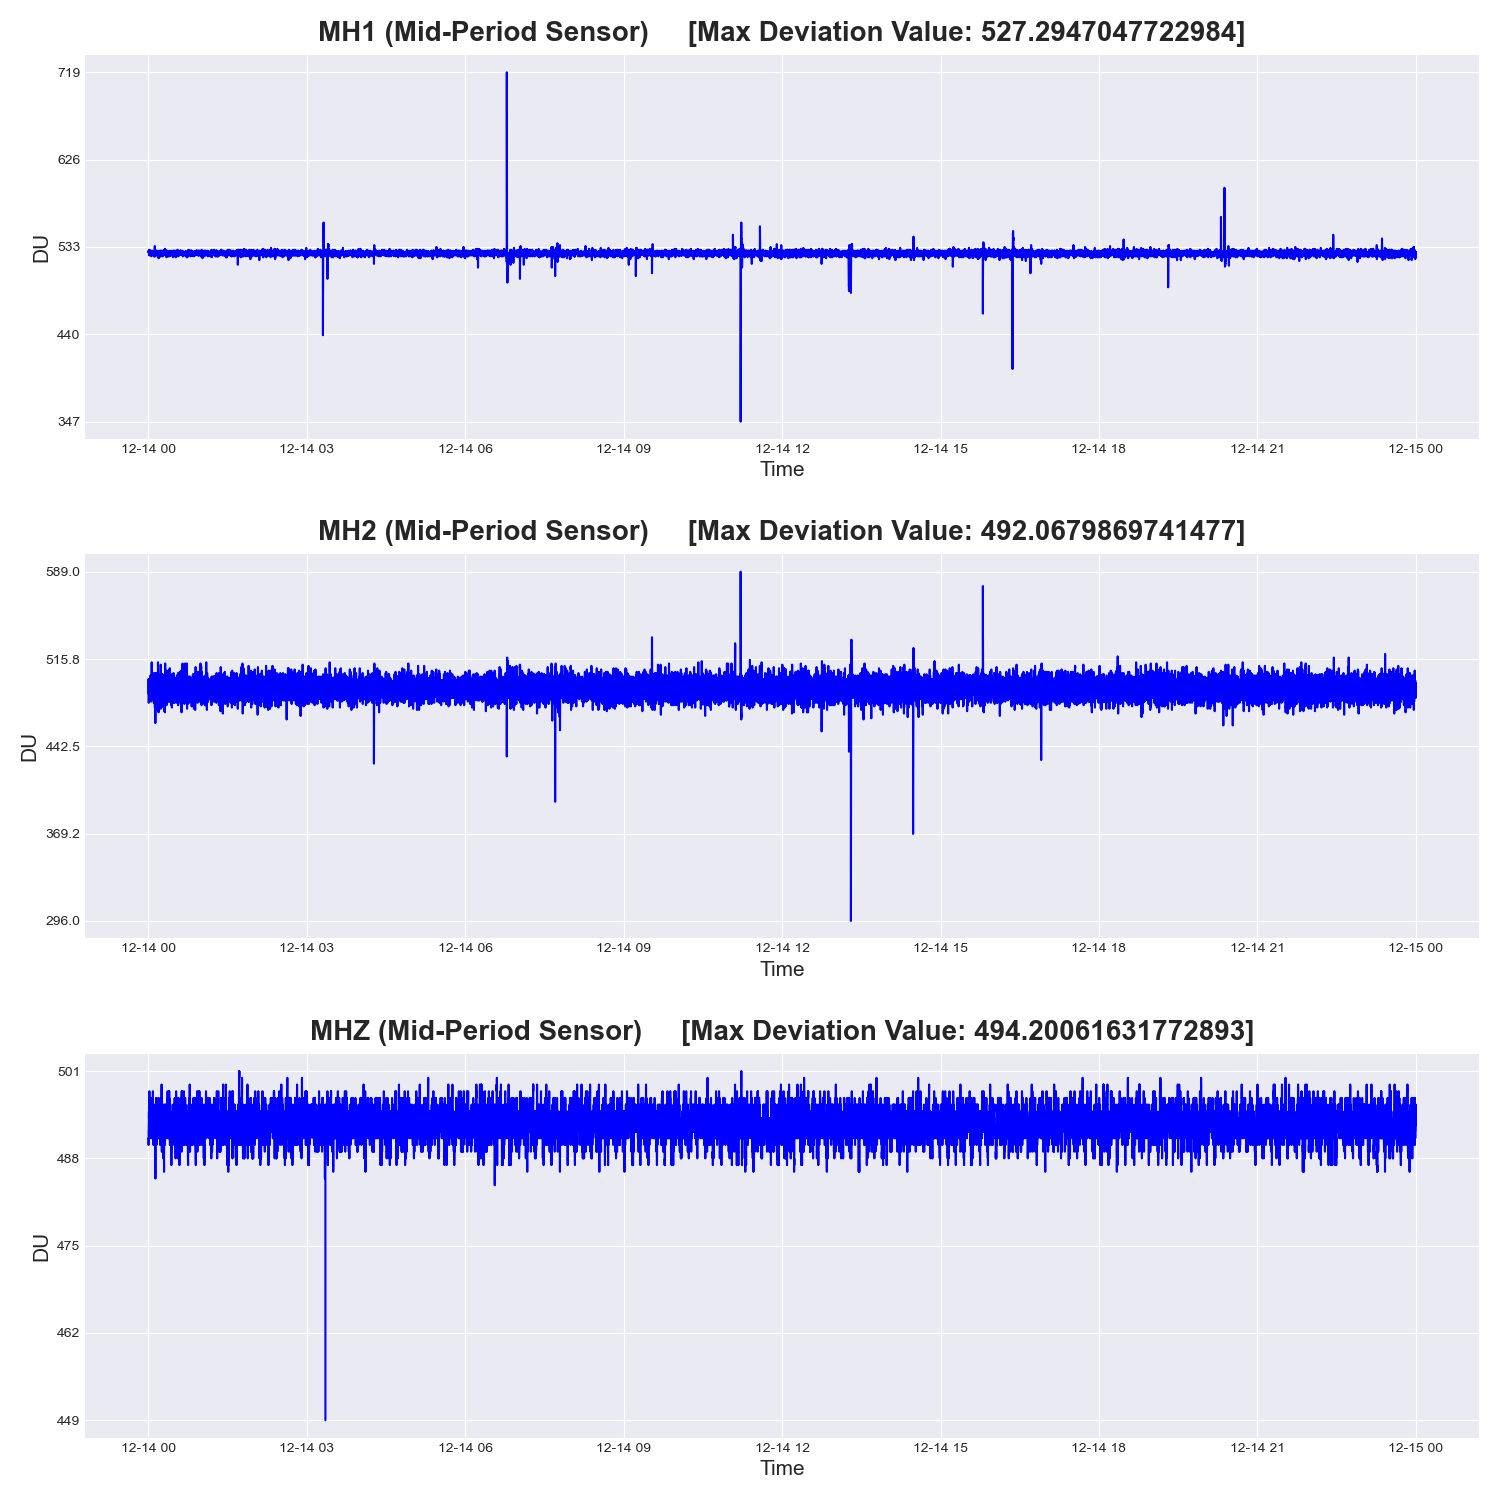 MH1 (Mid-Period Sensor) [Max Deviation Value: 527.2947047722984]
719
626
533
440
347
DU
12-14 00 12-14 03 12-14 06 12-14 09 12-14 12 12-14 15 12-14 18 12-14 21 12-15 00
Time
MH2 (Mid-Period Sensor) [Max Deviation Value: 492.0679869741477]
589.0
515.8
442.5
369.2
296.0
DU
12-14 00 12-14 03 12-14 06 12-14 09 12-14 12 12-14 15 12-14 18 12-14 21 12-15 00
Time
MHZ (Mid-Period Sensor) [Max Deviation Value: 494.20061631772893]
501
488
475
462
449
DU
12-14 00 12-14 03 12-14 06 12-14 09 12-14 12 12-14 15 12-14 18 12-14 21 12-15 00
Time